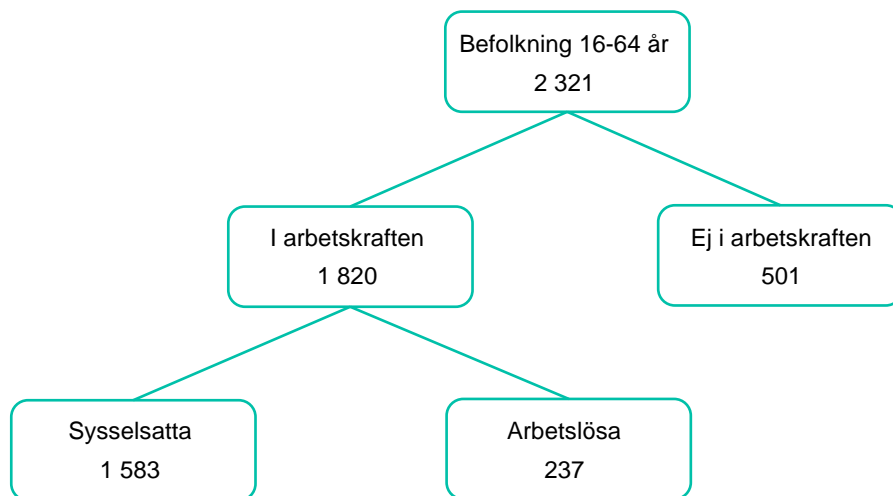 Befolkning 16-64 år
2 321
I arbetskraften
1 820
Ej i arbetskraften
501
Sysselsatta
1 583
Arbetslösa
237